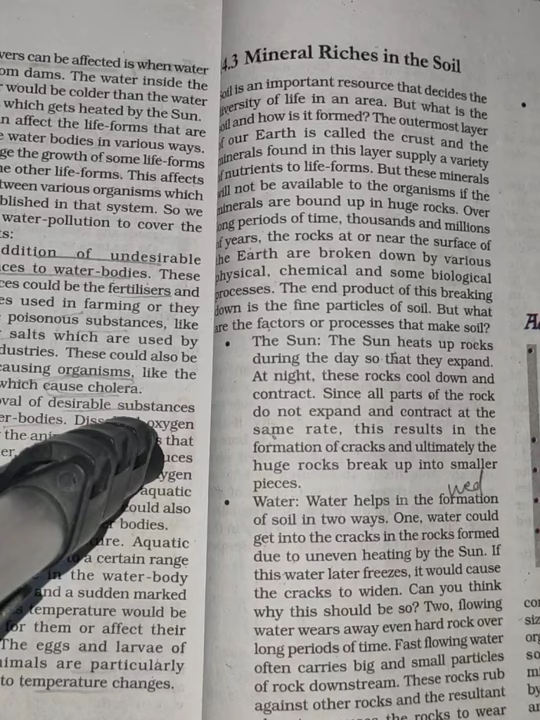 vers can be affected is when water
om dams. The water inside the
would be colder than the water
which gets heated by the Sun.
n affect the life-forms that are
water bodies in various ways.
ge the growth of some life-forms
e other life-forms. This affects
tween various organisms which
blished in that system. So we
water-pollution to cover the
ts:
ddition of undesirable
ces to water-bodies. These
ces could be the fertilisers and
es used in farming or they
poisonous substances, like
salts which are used by
dustries. These could also be
causing organisms, like the
which cause cholera.
oval of desirable substances
er-bodies. oxygen
the that
er, uces
ygen
aquatic
could also
bodies.
re. Aquatic
a certain range
in the water-body
and a sudden marked
temperature would be
for them or affect their
The eggs and larvae of
imals are particularly
to temperature changes.
4.3 Mineral Riches in the Soil
oil is an important resource that decides the
versity of life in an area. But what is the
oil and how is it formed? The outermost layer
f our Earth is called the crust and the
inerals found in this layer supply a variety
f nutrients to life-forms. But these minerals
ill not be available to the organisms if the
inerals are bound up in huge rocks. Over
ong periods of time, thousands and millions
f years, the rocks at or near the surface of
he Earth are broken down by various
physical, chemical and some biological
processes. The end product of this breaking
down is the fine particles of soil. But what
are the factors or processes that make soil?
• The Sun: The Sun heats up rocks
during the day so that they expand.
At night, these rocks cool down and
contract. Since all parts of the rock
do not expand and contract at the
same rate, this results in the
formation of cracks and ultimately the
huge rocks break up into smaller
pieces.
• Water: Water helps in the formation
of soil in two ways. One, water could
get into the cracks in the rocks formed
due to uneven heating by the Sun. If
this water later freezes, it would cause
the cracks to widen. Can you think
why this should be so? Two, flowing
water wears away even hard rock over
long periods of time. Fast flowing water
often carries big and small particles
of rock downstream. These rocks rub
against other rocks and the resultant
the rocks to wear
A
con
siz
org
so
m
by
ar